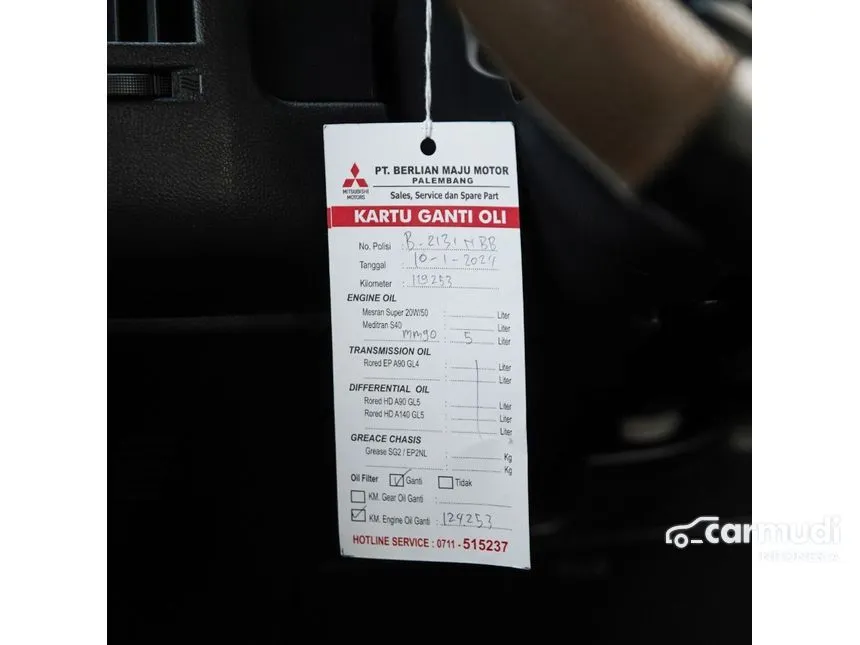 PT. BERLIAN MAJU MOTOR
PALEMBANG
MITSUBISHI
MOTORS
Sales, Service dan Spare Part
KARTU GANTI OLI
No. Polisi : B-2131 NBB
Tanggal : 10-1-2024
Kilometer : 119253
ENGINE OIL
Mesran Super 20W/50 : Liter
Meditran S40 : Liter
mm90 : 5 Liter
TRANSMISSION OIL
Rored EP A90 GL4 : Liter
: Liter
DIFFERENTIAL OIL
Rored HD A90 GL5 : Liter
Rored HD A140 GL5 : Liter
: Liter
GREACE CHASIS
Grease SG2 / EP2NL : Kg
: Kg
Oil Filter Ganti Tidak
KM. Gear Oil Ganti :
KM. Engine Oil Ganti : 124253
HOTLINE SERVICE : 0711 - 515237
carmudi